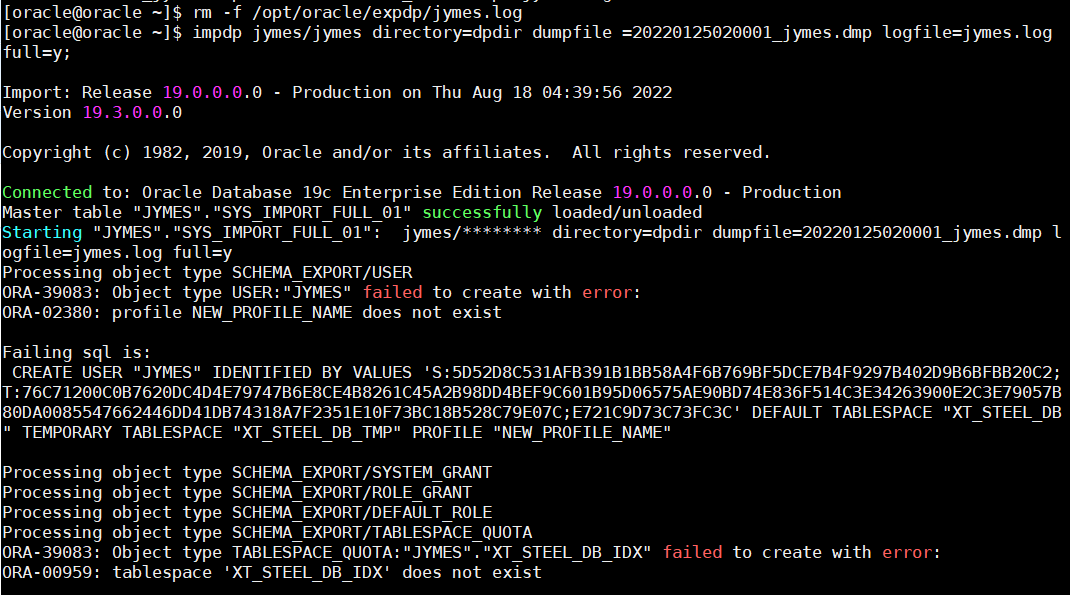 [oracle@oracle ~]$ rm -f /opt/oracle/expdp/jymes.log
[oracle@oracle ~]$ impdp jymes/jymes directory=dpdir dumpfile =20220125020001_jymes.dmp logfile=jymes.log
full=y;
Import: Release 19.0.0.0.0 - Production on Thu Aug 18 04:39:56 2022
Version 19.3.0.0.0
Copyright (c) 1982, 2019, Oracle and/or its affiliates.  All rights reserved.
Connected to: Oracle Database 19c Enterprise Edition Release 19.0.0.0.0 - Production
Master table "JYMES"."SYS_IMPORT_FULL_01" successfully loaded/unloaded
Starting "JYMES"."SYS_IMPORT_FULL_01":  jymes/******** directory=dpdir dumpfile=20220125020001_jymes.dmp l
ogfile=jymes.log full=y
Processing object type SCHEMA_EXPORT/USER
ORA-39083: Object type USER:"JYMES" failed to create with error:
ORA-02380: profile NEW_PROFILE_NAME does not exist
Failing sql is:
 CREATE USER "JYMES" IDENTIFIED BY VALUES 'S:5D52D8C531AFB391B1BB58A4F6B769BF5DCE7B4F9297B402D9B6BFBB20C2;
T:76C71200C0B7620DC4D4E79747B6E8CE4B8261C45A2B98DD4BEF9C601B95D06575AE90BD74E836F514C3E34263900E2C3E79057B
80DA0085547662446DD41DB74318A7F2351E10F73BC18B528C79E07C;E721C9D73C73FC3C' DEFAULT TABLESPACE "XT_STEEL_DB
" TEMPORARY TABLESPACE "XT_STEEL_DB_TMP" PROFILE "NEW_PROFILE_NAME"
Processing object type SCHEMA_EXPORT/SYSTEM_GRANT
Processing object type SCHEMA_EXPORT/ROLE_GRANT
Processing object type SCHEMA_EXPORT/DEFAULT_ROLE
Processing object type SCHEMA_EXPORT/TABLESPACE_QUOTA
ORA-39083: Object type TABLESPACE_QUOTA:"JYMES"."XT_STEEL_DB_IDX" failed to create with error:
ORA-00959: tablespace 'XT_STEEL_DB_IDX' does not exist